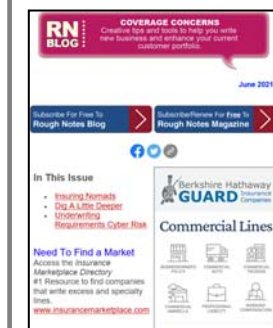 RN
BLOG
COVERAGE CONCERNS
Creative tips and tools to help you write
new business and enhance your current
customer portfolio.
June 2021
Subscribe For Free To
Rough Notes Blog
Subscribe/Renew For Free To
Rough Notes Magazine
In This Issue
Insuring Nomads
Dig A Little Deeper
Underwriting
Requirements Cyber Risk
Need To Find a Market
Access the Insurance
Marketplace Directory
#1 Resource to find companies
that write excess and specialty
lines.
www.insurancemarketplace.com
Berkshire Hathaway
GUARD Insurance
Companies
Commercial Lines